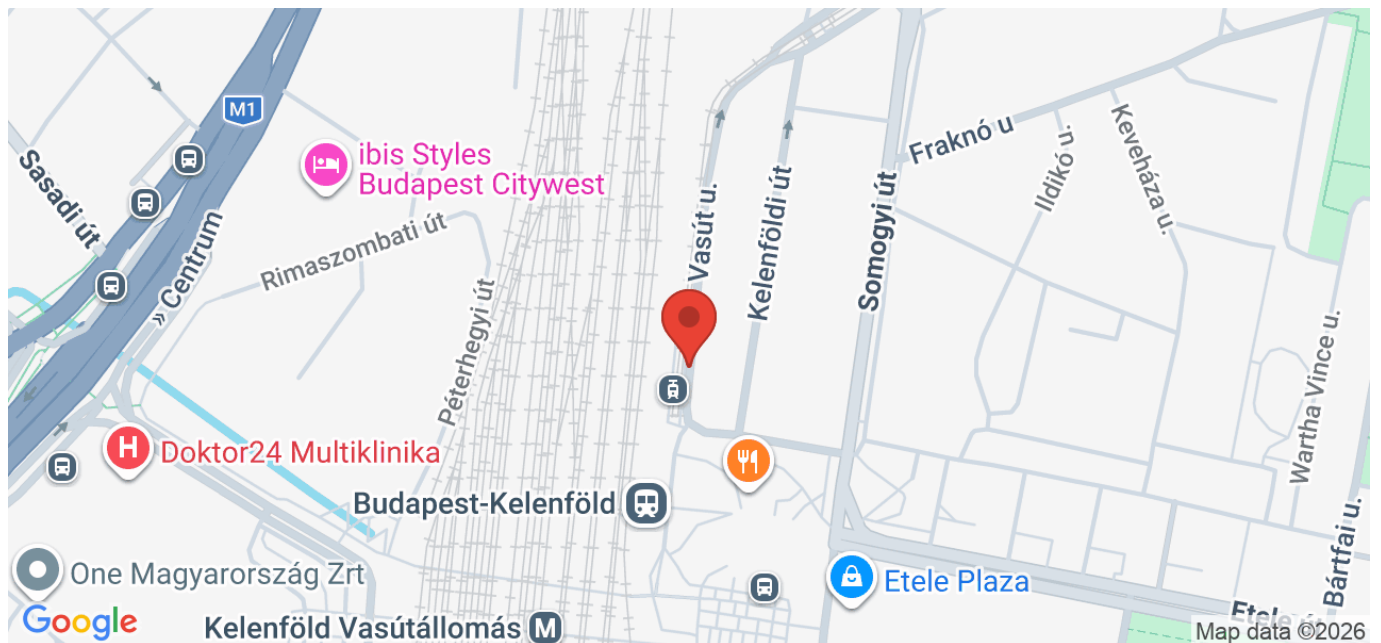 M1
ibis Styles
Budapest Citywest
Sasadi út
» Centrum
Rimaszombati út
Péterhegyi út
Vasút u.
Kelenföldi út
Somogyi út
Fraknó u
Ildikó u.
Keveháza u.
Wartha Vince u.
Bártfai u.
H
Doktor24 Multiklinika
Budapest-Kelenföld
One Magyarország Zrt
Etele Plaza
Google
Kelenföld Vasútállomás M
Etele
Map data ©2026